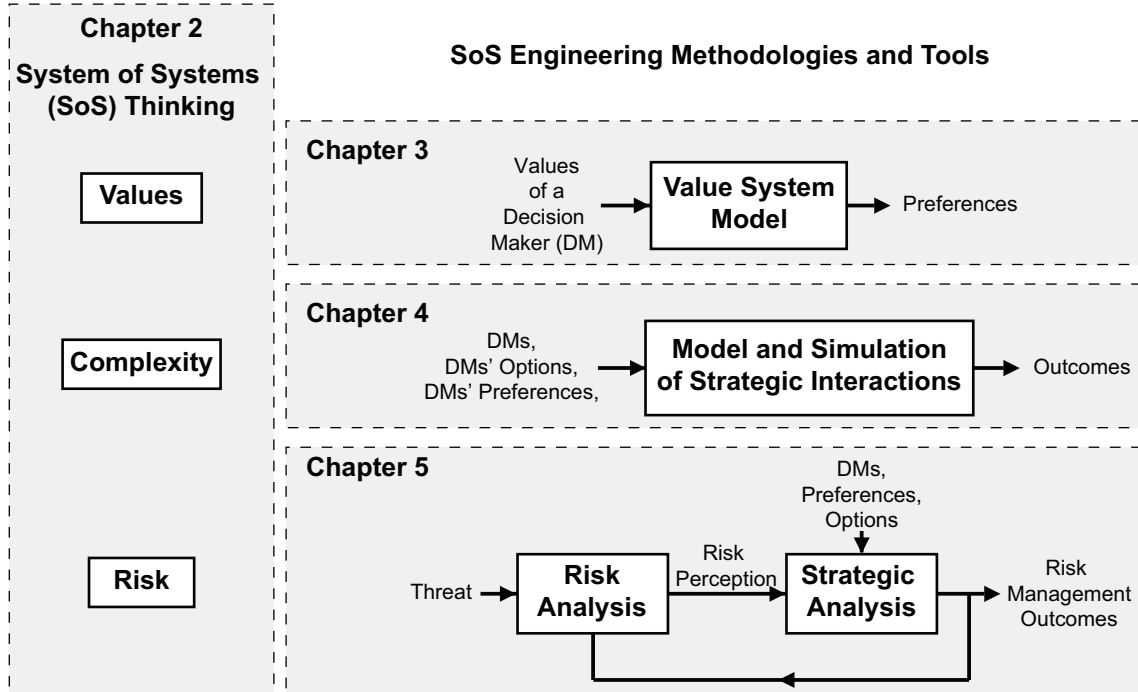 Chapter 2
System of Systems
(SoS) Thinking
Values
Complexity
Risk
SoS Engineering Methodologies and Tools
Chapter 3
Values
of a
Decision
Maker (DM)
Value System
Model
Preferences
Chapter 4
DMs,
DMs’ Options,
DMs’ Preferences,
Model and Simulation
of Strategic Interactions
Outcomes
Chapter 5
Threat
Risk
Analysis
Risk
Perception
DMs,
Preferences,
Options
Strategic
Analysis
Risk
Management
Outcomes